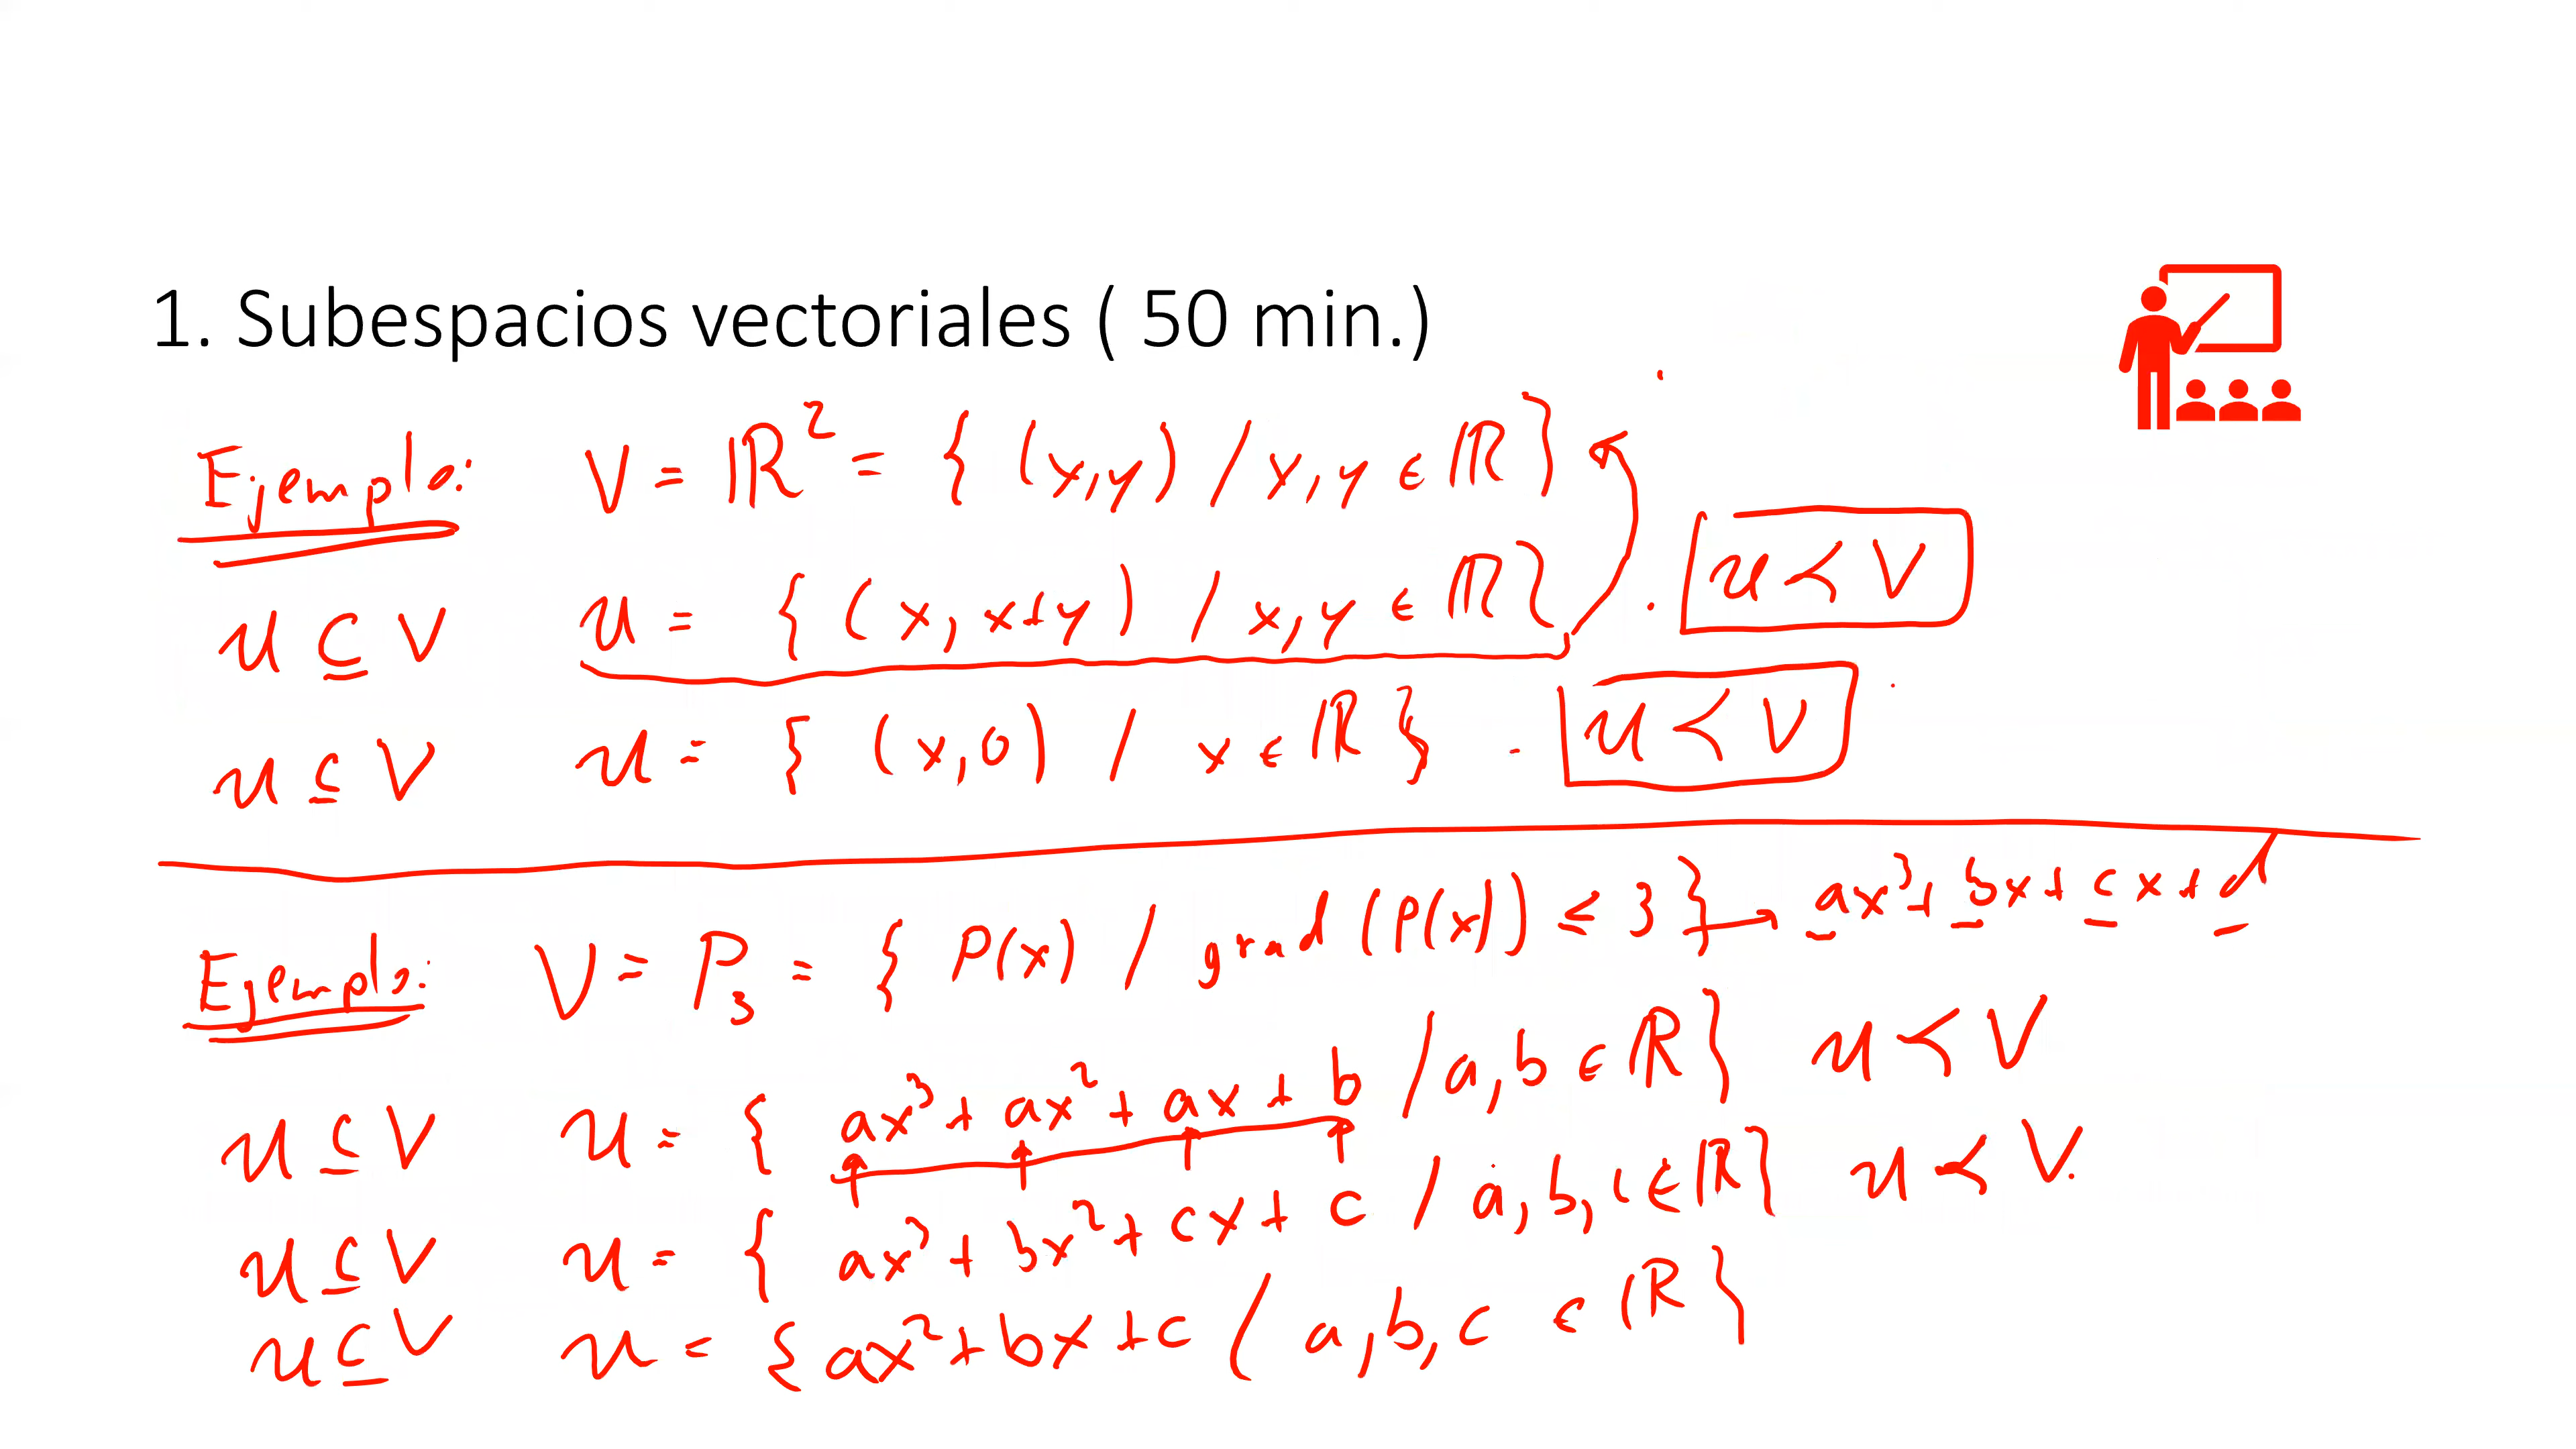 1. Subespacios vectoriales ( 50 min.)
Ejemplo: V = ℝ² = { (x,y) / x,y ∈ ℝ}
u ⊆ V u = { (x, x+y) / x,y ∈ ℝ} . u ≺ V
u ⊆ V u = { (x,0) / x ∈ ℝ } . u ≺ V
Ejemplo: V = P₃ = { P(x) / grad (P(x)) ≤ 3 } → ax³ + bx + cx + d
u ⊆ V u = { ax³ + ax² + ax + b / a,b ∈ ℝ} u ≺ V
u ⊆ V u = { ax³ + bx² + cx + c / a, b, c ∈ ℝ} u ≺ V.
u ⊆ V u = { ax² + bx + c / a,b,c ∈ ℝ }